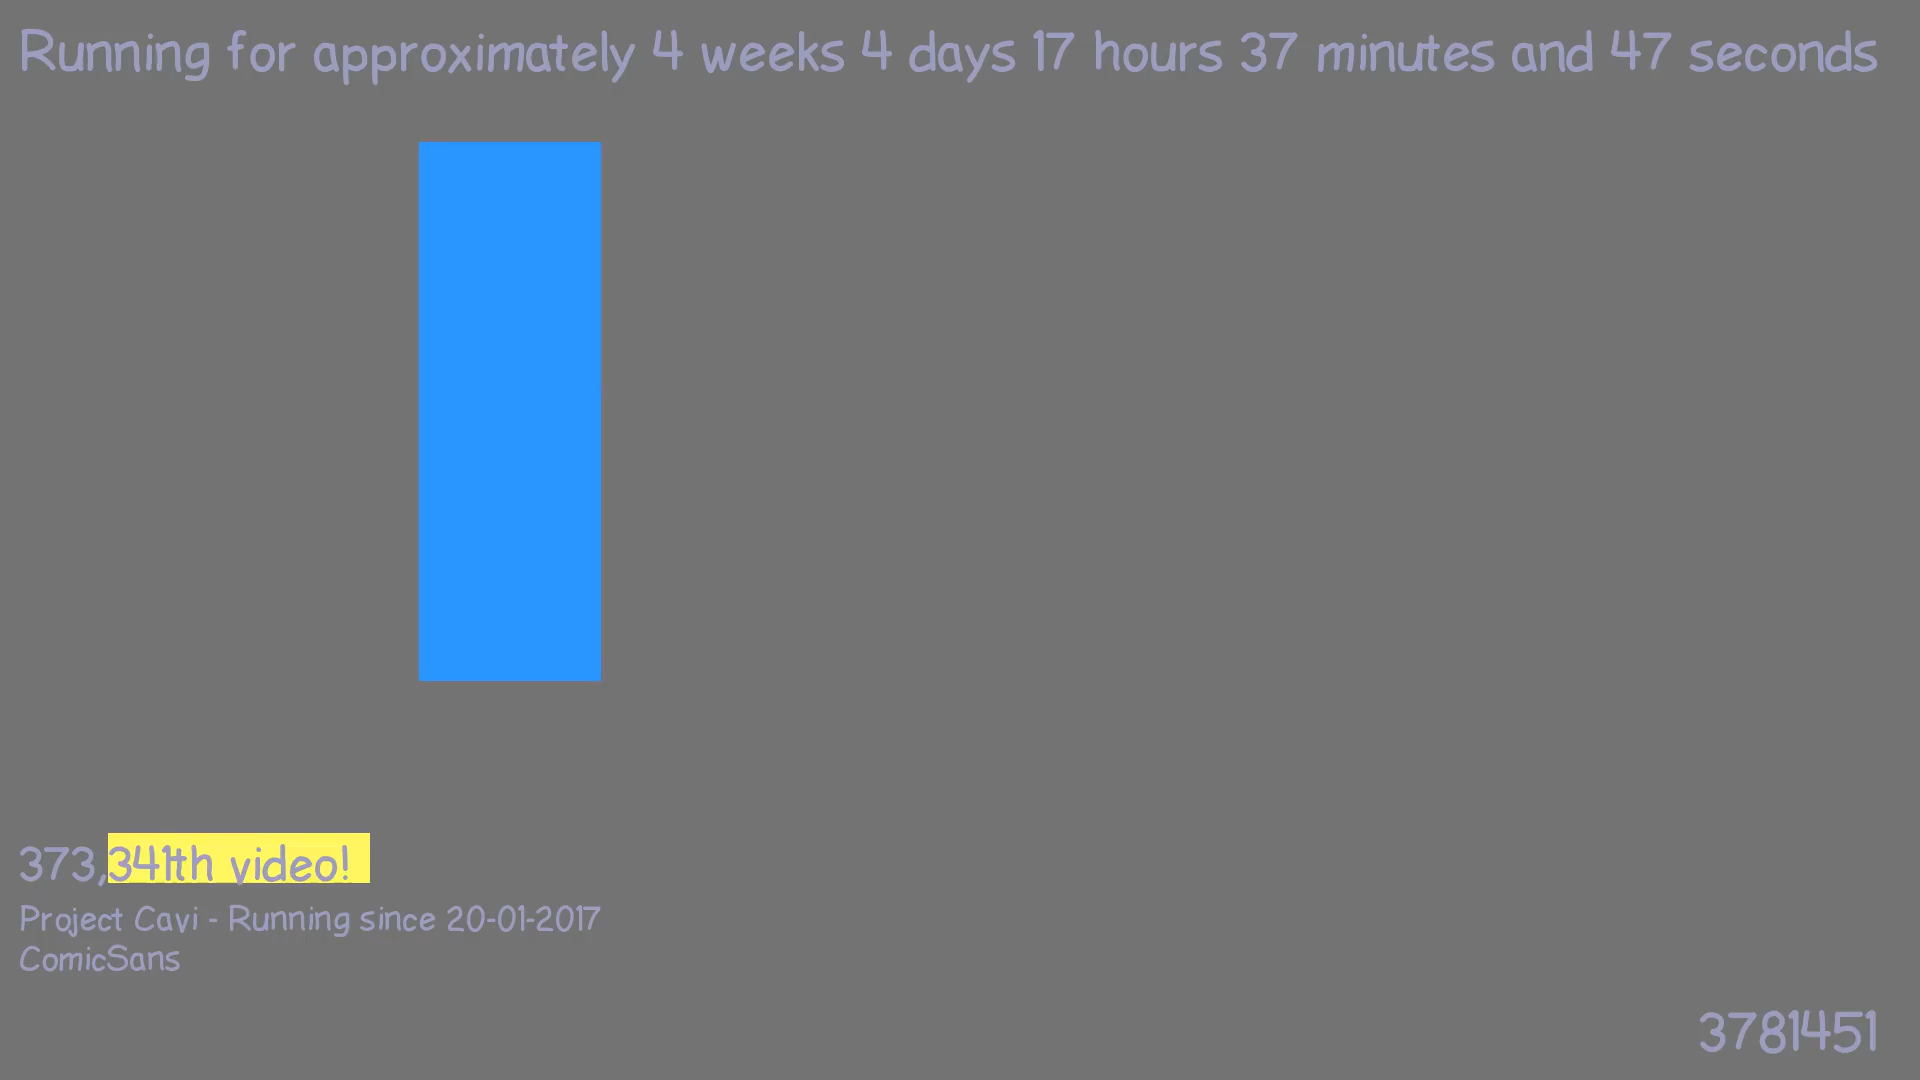 Running for approximately 4 weeks 4 days 17 hours 37 minutes and 47 seconds
373,341th video!
Project Cavi - Running since 20-01-2017
ComicSans
3781451